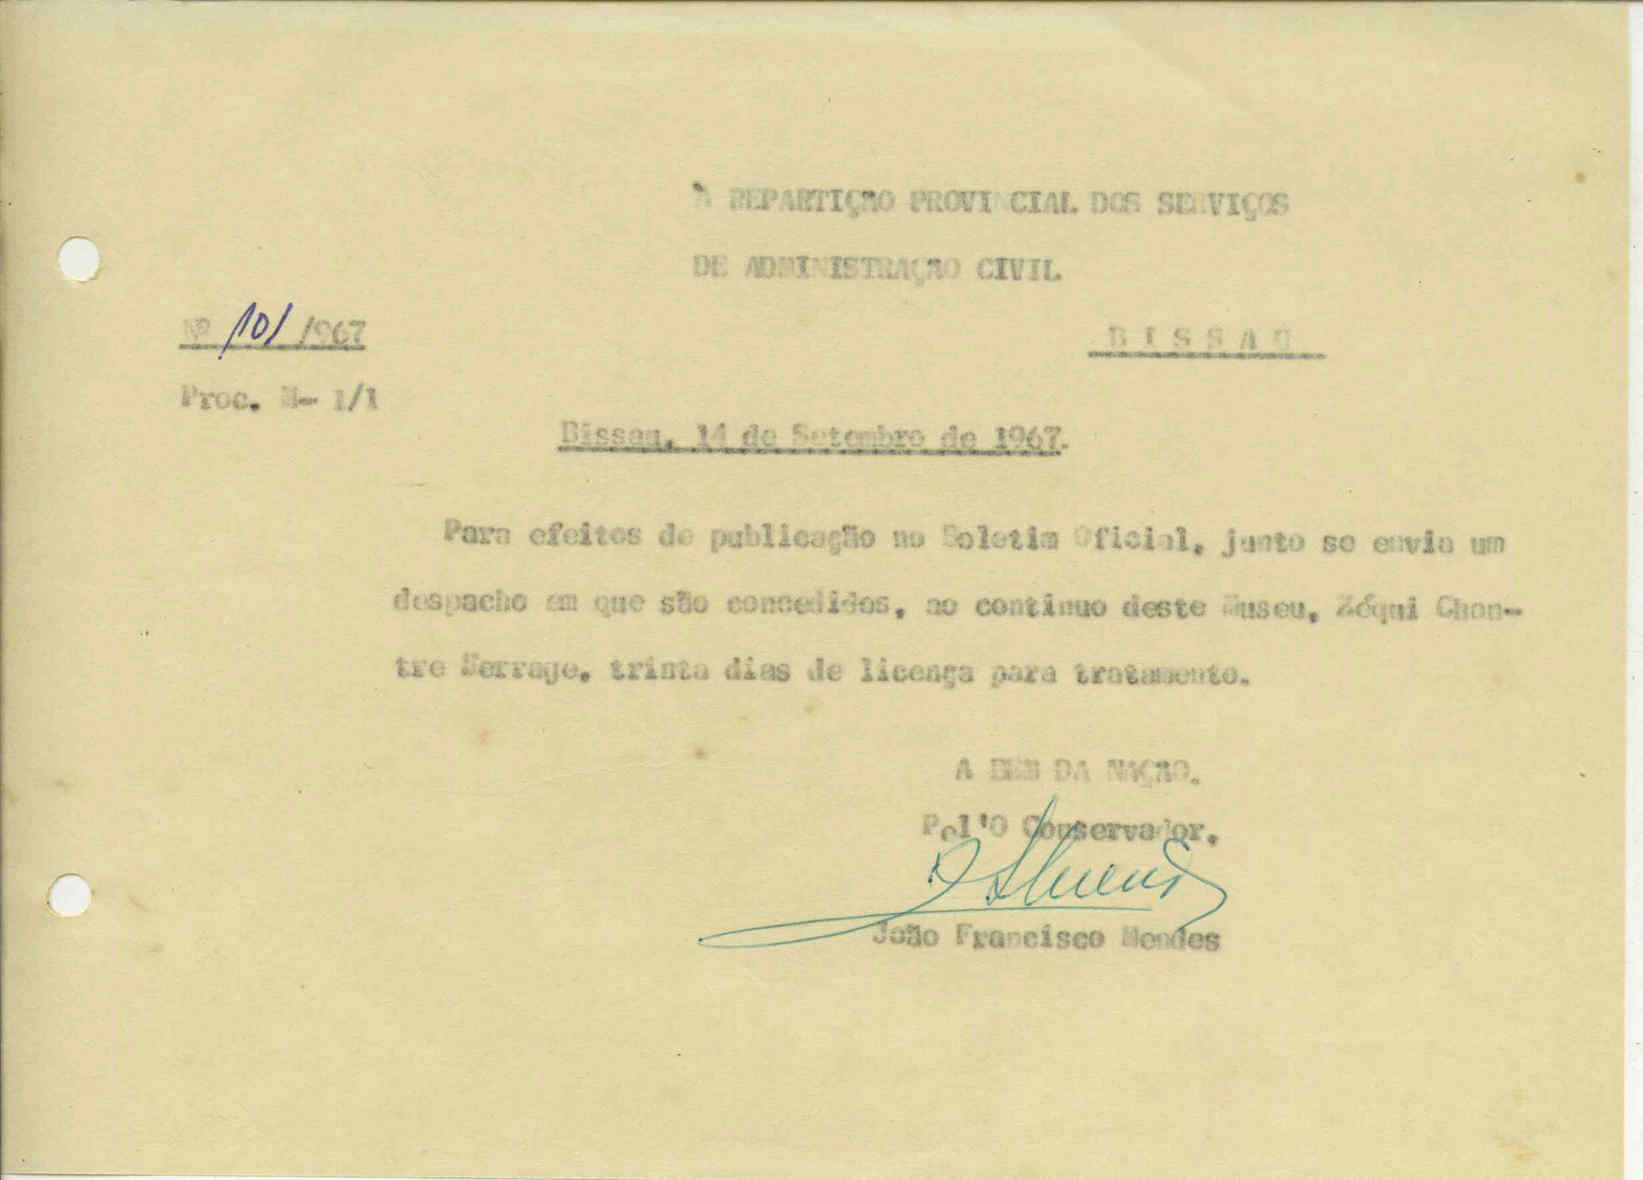 À REPARTIÇÃO PROVINCIAL DOS SERVIÇOS
DE ADMINISTRAÇÃO CIVIL
Nº 101/967
BISSAU
Proc. M- 1/1
Bissau, 14 de Setembro de 1967.
Para efeitos de publicação no Boletim Oficial, junto se envia um
despacho em que são concedidos, ao contínuo deste Museu, Zéqui Chan-
tre Serrage, trinta dias de licença para tratamento.
A BEM DA NAÇÃO.
Pel'O Conservador,
João Francisco Mendes